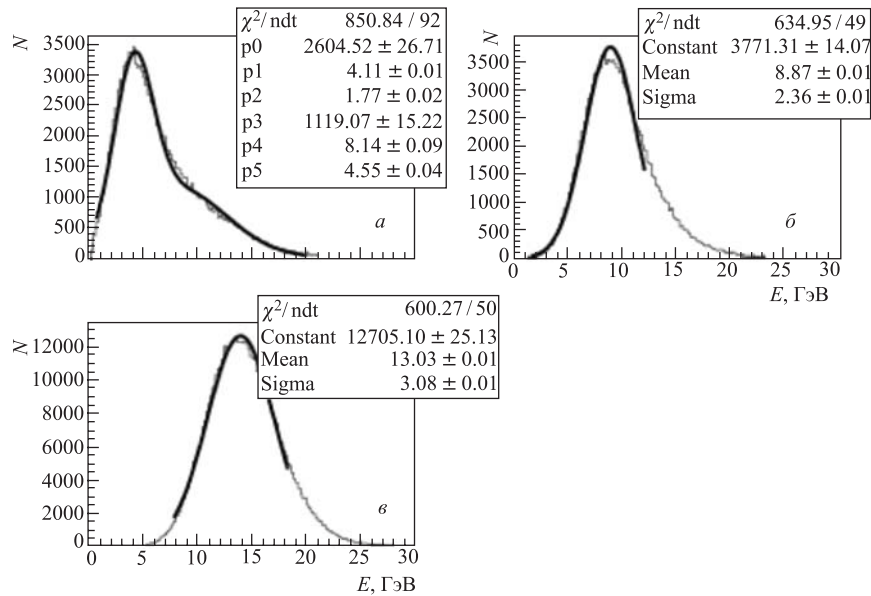 χ²/ndt 850.84 / 92
p0 2604.52 ± 26.71
p1 4.11 ± 0.01
p2 1.77 ± 0.02
p3 1119.07 ± 15.22
p4 8.14 ± 0.09
p5 4.55 ± 0.04
N
3500
3000
2500
2000
1500
1000
500
0
а
χ²/ndt 634.95 / 49
Constant 3771.31 ± 14.07
Mean 8.87 ± 0.01
Sigma 2.36 ± 0.01
N
3500
3000
2500
2000
1500
1000
500
0
б
0 5 10 15 20 25 30
E, ГэВ
χ²/ndt 600.27 / 50
Constant 12705.10 ± 25.13
Mean 13.03 ± 0.01
Sigma 3.08 ± 0.01
N
12000
10000
8000
6000
4000
2000
0
в
0 5 10 15 20 25 30
E, ГэВ